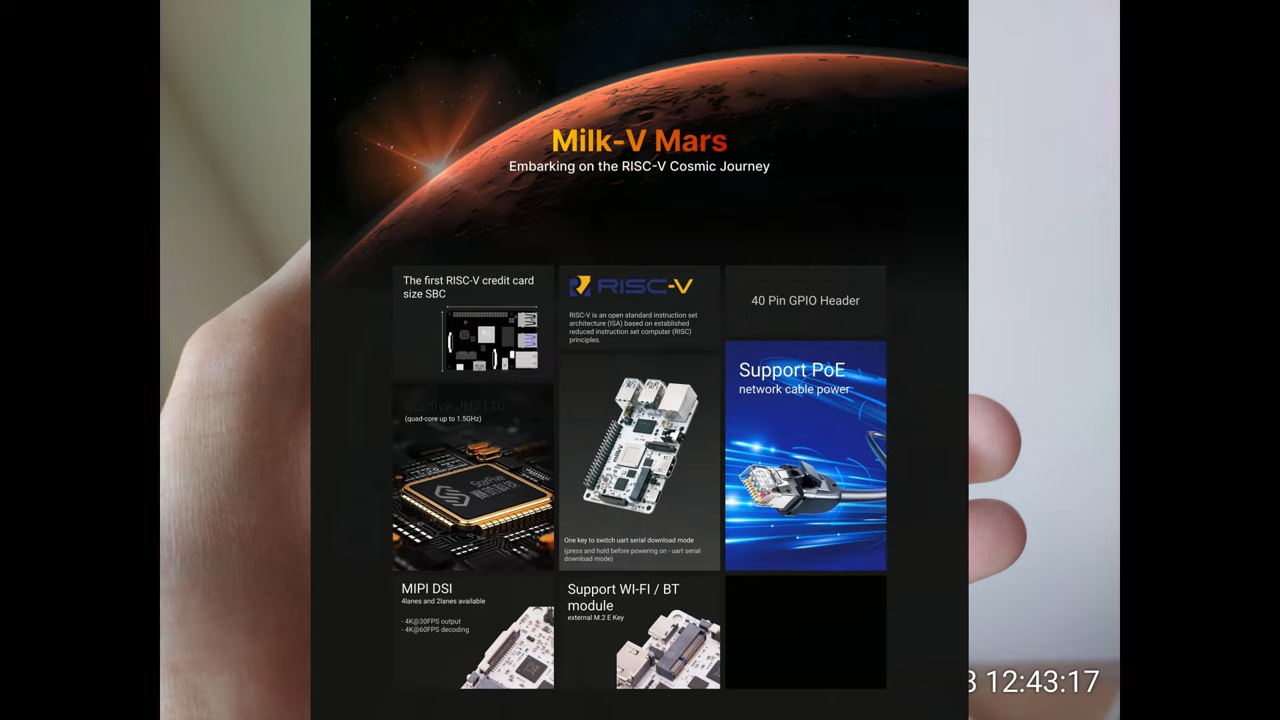 Milk-V Mars
Embarking on the RISC-V Cosmic Journey
The first RISC-V credit card
size SBC
RISC-V
RISC-V is an open standard instruction set
architecture (ISA) based on established
reduced instruction set computer (RISC)
principles.
40 Pin GPIO Header
Support PoE
network cable power
Starfive JH7110
(quad-core up to 1.5GHz)
Starfive
One key to switch uart serial download mode
(press and hold before powering on - uart serial
download mode)
MIPI DSI
4lanes and 2lanes available
- 4K@30FPS output
- 4K@60FPS decoding
Support WI-FI / BT
module
external M.2 E Key
12:43:17